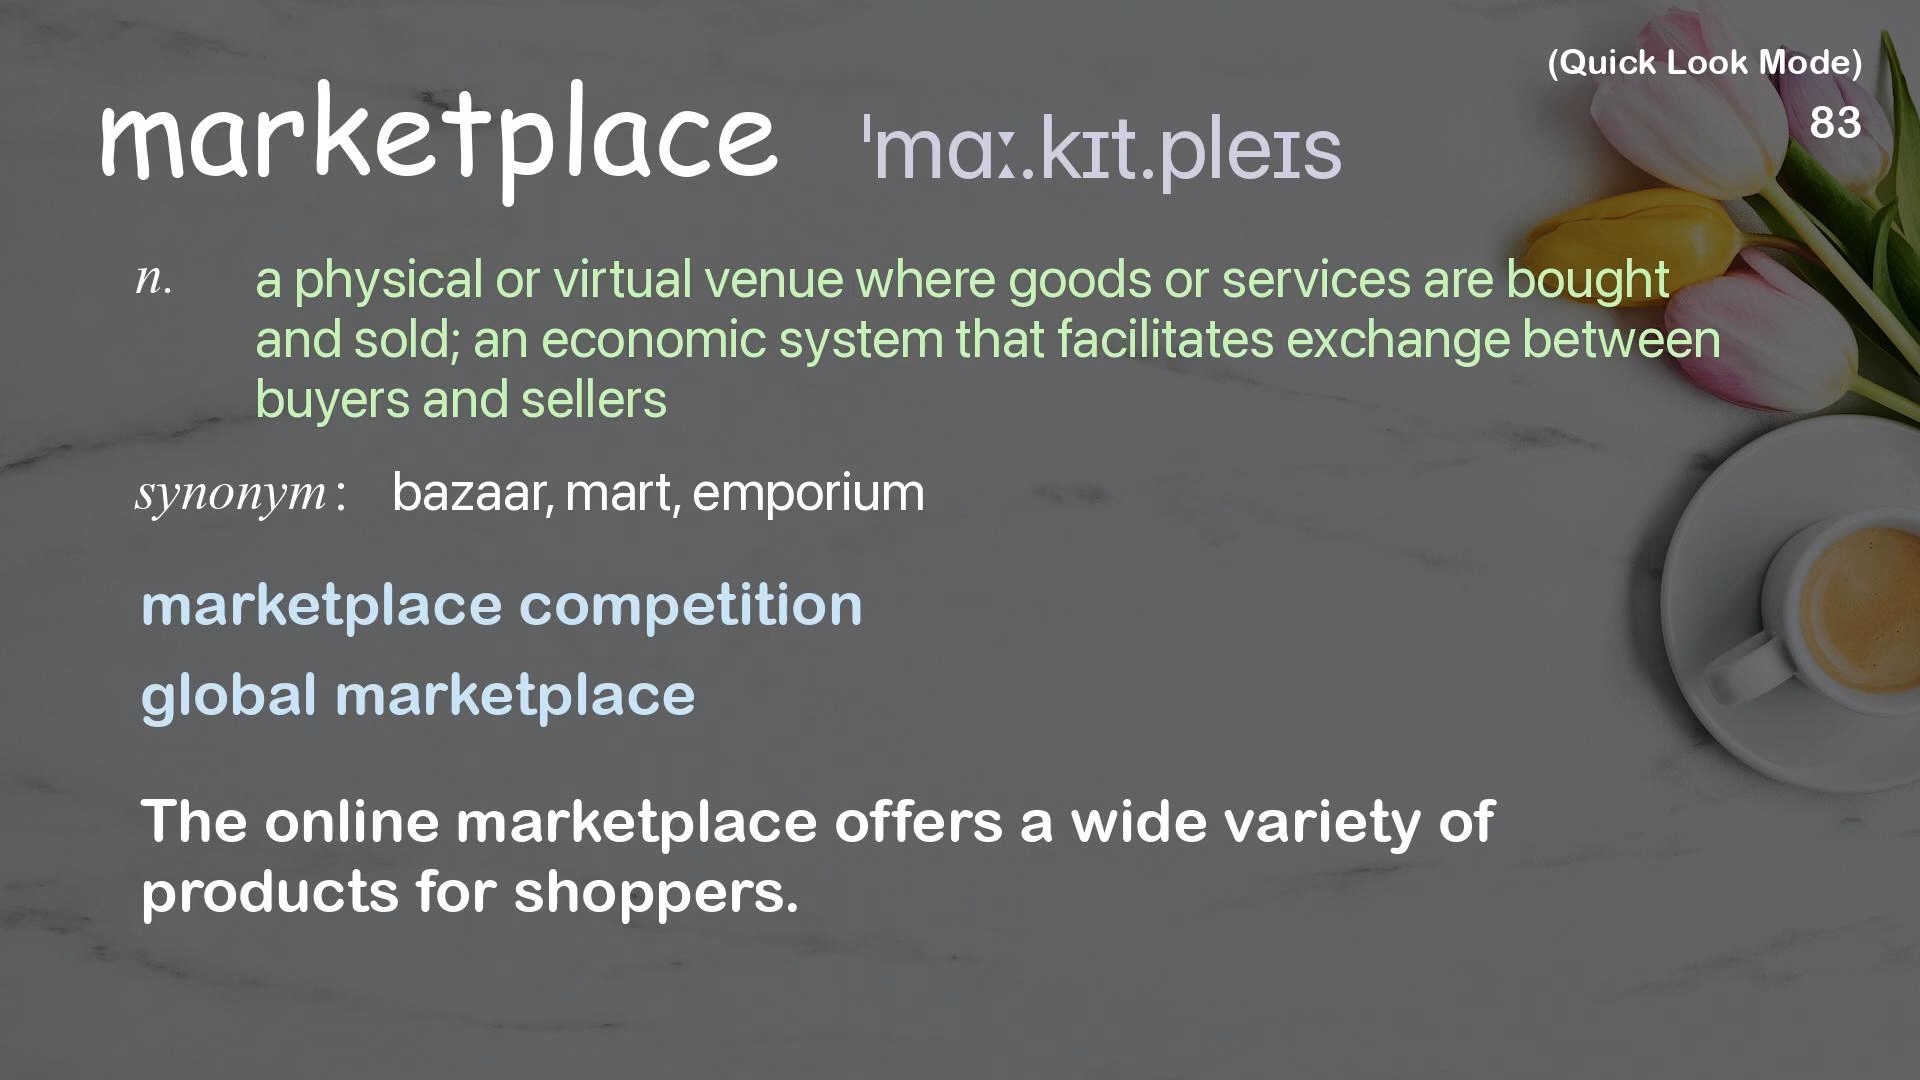 (Quick Look Mode)
83
marketplace ˈmɑː.kɪt.pleɪs
n. a physical or virtual venue where goods or services are bought
and sold; an economic system that facilitates exchange between
buyers and sellers
synonym: bazaar, mart, emporium
marketplace competition
global marketplace
The online marketplace offers a wide variety of
products for shoppers.